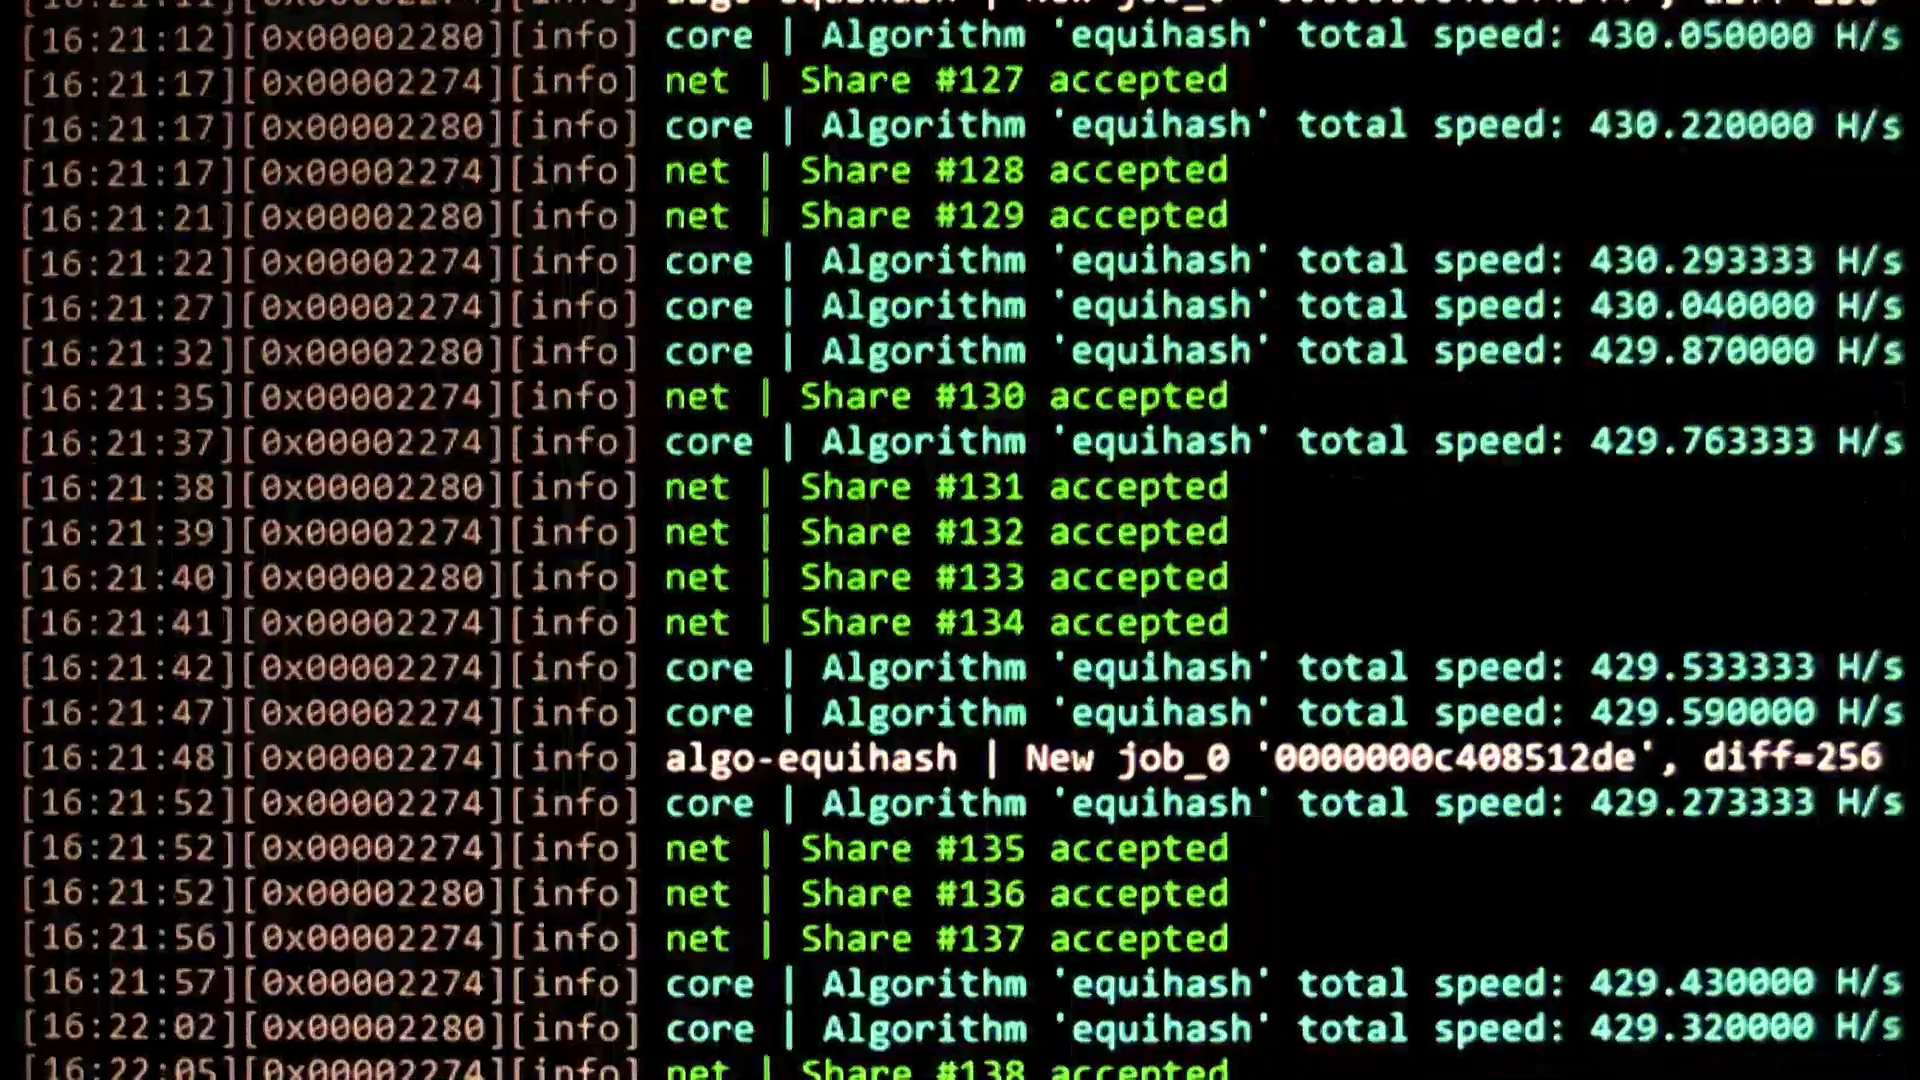 [16:21:12][0x00002280][info] core | Algorithm 'equihash' total speed: 430.050000 H/s
[16:21:17][0x00002274][info] net | Share #127 accepted
[16:21:17][0x00002280][info] core | Algorithm 'equihash' total speed: 430.220000 H/s
[16:21:17][0x00002274][info] net | Share #128 accepted
[16:21:21][0x00002280][info] net | Share #129 accepted
[16:21:22][0x00002274][info] core | Algorithm 'equihash' total speed: 430.293333 H/s
[16:21:27][0x00002274][info] core | Algorithm 'equihash' total speed: 430.040000 H/s
[16:21:32][0x00002280][info] core | Algorithm 'equihash' total speed: 429.870000 H/s
[16:21:35][0x00002274][info] net | Share #130 accepted
[16:21:37][0x00002274][info] core | Algorithm 'equihash' total speed: 429.763333 H/s
[16:21:38][0x00002280][info] net | Share #131 accepted
[16:21:39][0x00002274][info] net | Share #132 accepted
[16:21:40][0x00002280][info] net | Share #133 accepted
[16:21:41][0x00002274][info] net | Share #134 accepted
[16:21:42][0x00002274][info] core | Algorithm 'equihash' total speed: 429.533333 H/s
[16:21:47][0x00002274][info] core | Algorithm 'equihash' total speed: 429.590000 H/s
[16:21:48][0x00002274][info] algo-equihash | New job_0 '0000000c408512de', diff=256
[16:21:52][0x00002274][info] core | Algorithm 'equihash' total speed: 429.273333 H/s
[16:21:52][0x00002274][info] net | Share #135 accepted
[16:21:52][0x00002280][info] net | Share #136 accepted
[16:21:56][0x00002274][info] net | Share #137 accepted
[16:21:57][0x00002274][info] core | Algorithm 'equihash' total speed: 429.430000 H/s
[16:22:02][0x00002280][info] core | Algorithm 'equihash' total speed: 429.320000 H/s
[16:22:05][0x00002274][info] net | Share #138 accepted